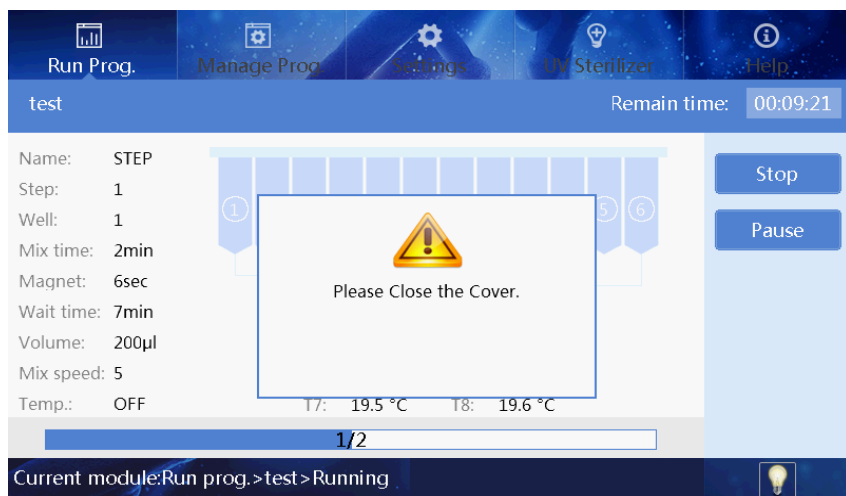 Run Prog.
Manage Prog.
Settings
UV Sterilizer
Help
test
Remain time: 00:09:21
Name: STEP
Step: 1
Well: 1
Mix time: 2min
Magnet: 6sec
Wait time: 7min
Volume: 200µl
Mix speed: 5
Temp.: OFF
1
5
6
Please Close the Cover.
T7: 19.5 °C T8: 19.6 °C
Stop
Pause
1/2
Current module:Run prog.>test>Running